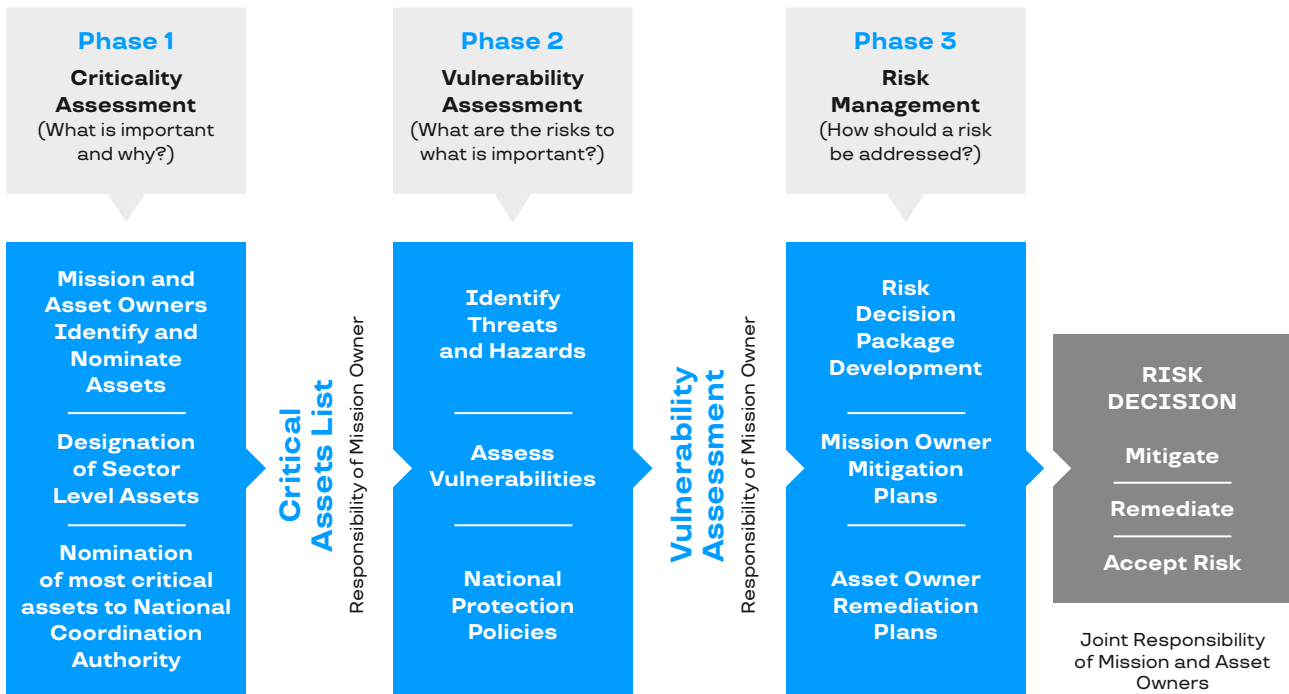 Phase 1
Criticality
Assessment
(What is important
and why?)
Mission and
Asset Owners
Identify and
Nominate
Assets
Designation
of Sector
Level Assets
Nomination
of most critical
assets to National
Coordination
Authority
Critical
Assets List
Responsibility of Mission Owner
Phase 2
Vulnerability
Assessment
(What are the risks to
what is important?)
Identify
Threats
and Hazards
Assess
Vulnerabilities
National
Protection
Policies
Vulnerability
Assessment
Responsibility of Mission Owner
Phase 3
Risk
Management
(How should a risk
be addressed?)
Risk
Decision
Package
Development
Mission Owner
Mitigation
Plans
Asset Owner
Remediation
Plans
RISK
DECISION
Mitigate
Remediate
Accept Risk
Joint Responsibility
of Mission and Asset
Owners